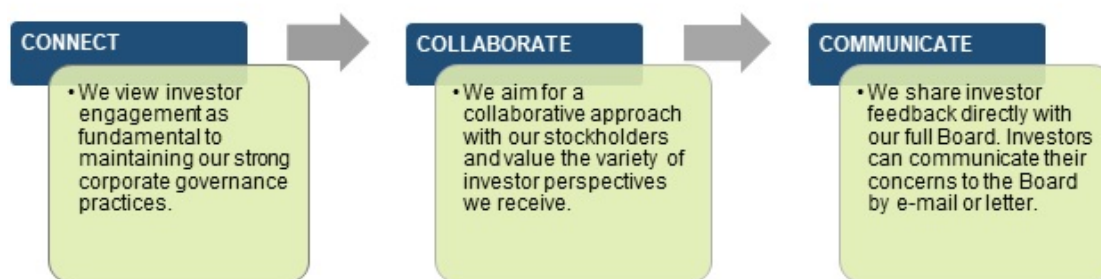 CONNECT
• We view investor
engagement as
fundamental to
maintaining our strong
corporate governance
practices.
COLLABORATE
• We aim for a
collaborative approach
with our stockholders
and value the variety of
investor perspectives
we receive.
COMMUNICATE
• We share investor
feedback directly with
our full Board. Investors
can communicate their
concerns to the Board
by e-mail or letter.